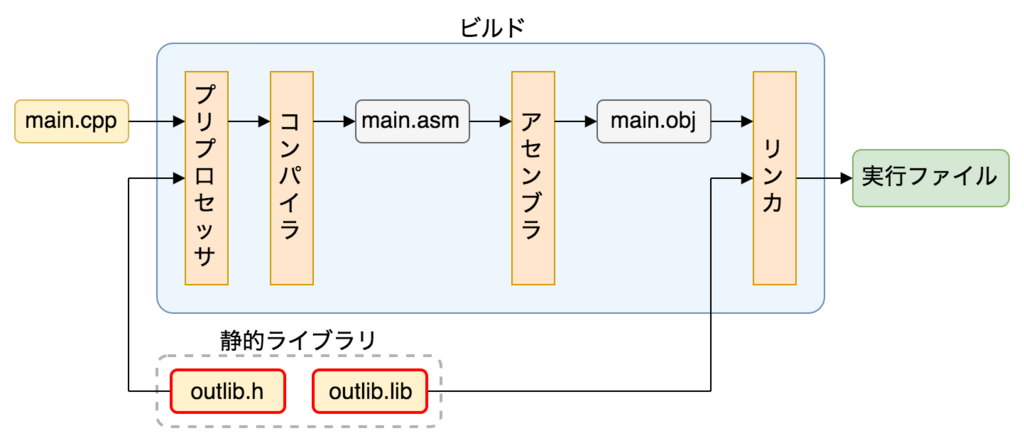 ビルド
main.cpp
プリプロセッサ
コンパイラ
main.asm
アセンブラ
main.obj
リンカ
実行ファイル
静的ライブラリ
outlib.h
outlib.lib